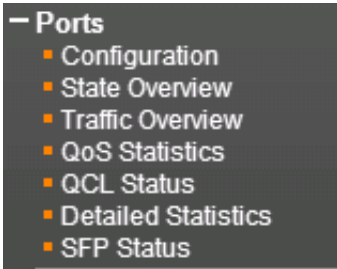 Ports
Configuration
State Overview
Traffic Overview
QoS Statistics
QCL Status
Detailed Statistics
SFP Status